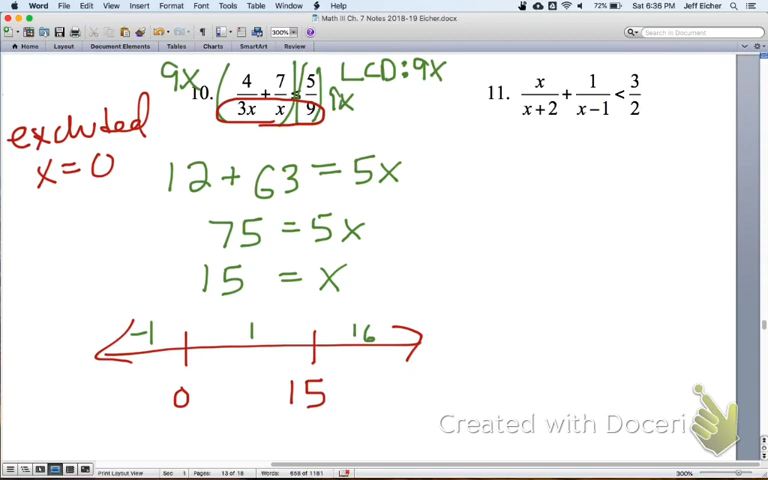 Word File Edit View Insert Format Font Tools Table Window Help 72% Sat 6:36 PM Jeff Eicher
Math III Ch. 7 Notes 2018-19 Eicher.docx
300% Search in Document
Home Layout Document Elements Tables Charts SmartArt Review
9x LCD: 9x
10. 4/3x + 7/x ≤ 5/9 9x
11. x/x+2 + 1/x−1 < 3/2
excluded
x=0
12+63=5x
75=5x
15 = x
-1 1 16
0 15
Created with Doceri
Print Layout View Sec 1 Pages: 13 of 18 Words: 658 of 1181 300%